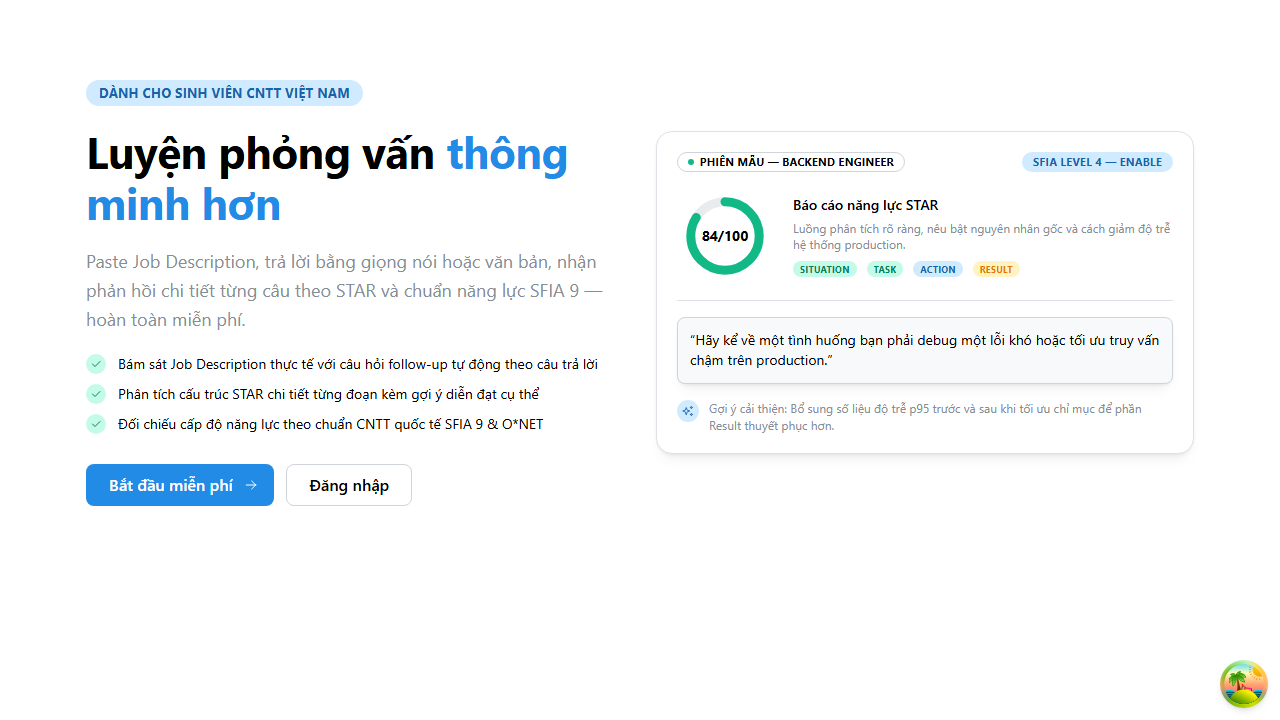 DÀNH CHO SINH VIÊN CNTT VIỆT NAM
Luyện phỏng vấn thông
minh hơn
Paste Job Description, trả lời bằng giọng nói hoặc văn bản, nhận
phản hồi chi tiết từng câu theo STAR và chuẩn năng lực SFIA 9 —
hoàn toàn miễn phí.
Bám sát Job Description thực tế với câu hỏi follow-up tự động theo câu trả lời
Phân tích cấu trúc STAR chi tiết từng đoạn kèm gợi ý diễn đạt cụ thể
Đối chiếu cấp độ năng lực theo chuẩn CNTT quốc tế SFIA 9 & O*NET
Bắt đầu miễn phí →
Đăng nhập
PHIÊN MẪU — BACKEND ENGINEER
SFIA LEVEL 4 — ENABLE
84/100
Báo cáo năng lực STAR
Luồng phân tích rõ ràng, nêu bật nguyên nhân gốc và cách giảm độ trễ
hệ thống production.
SITUATION TASK ACTION RESULT
“Hãy kể về một tình huống bạn phải debug một lỗi khó hoặc tối ưu truy vấn
chậm trên production.”
Gợi ý cải thiện: Bổ sung số liệu độ trễ p95 trước và sau khi tối ưu chỉ mục để phần
Result thuyết phục hơn.